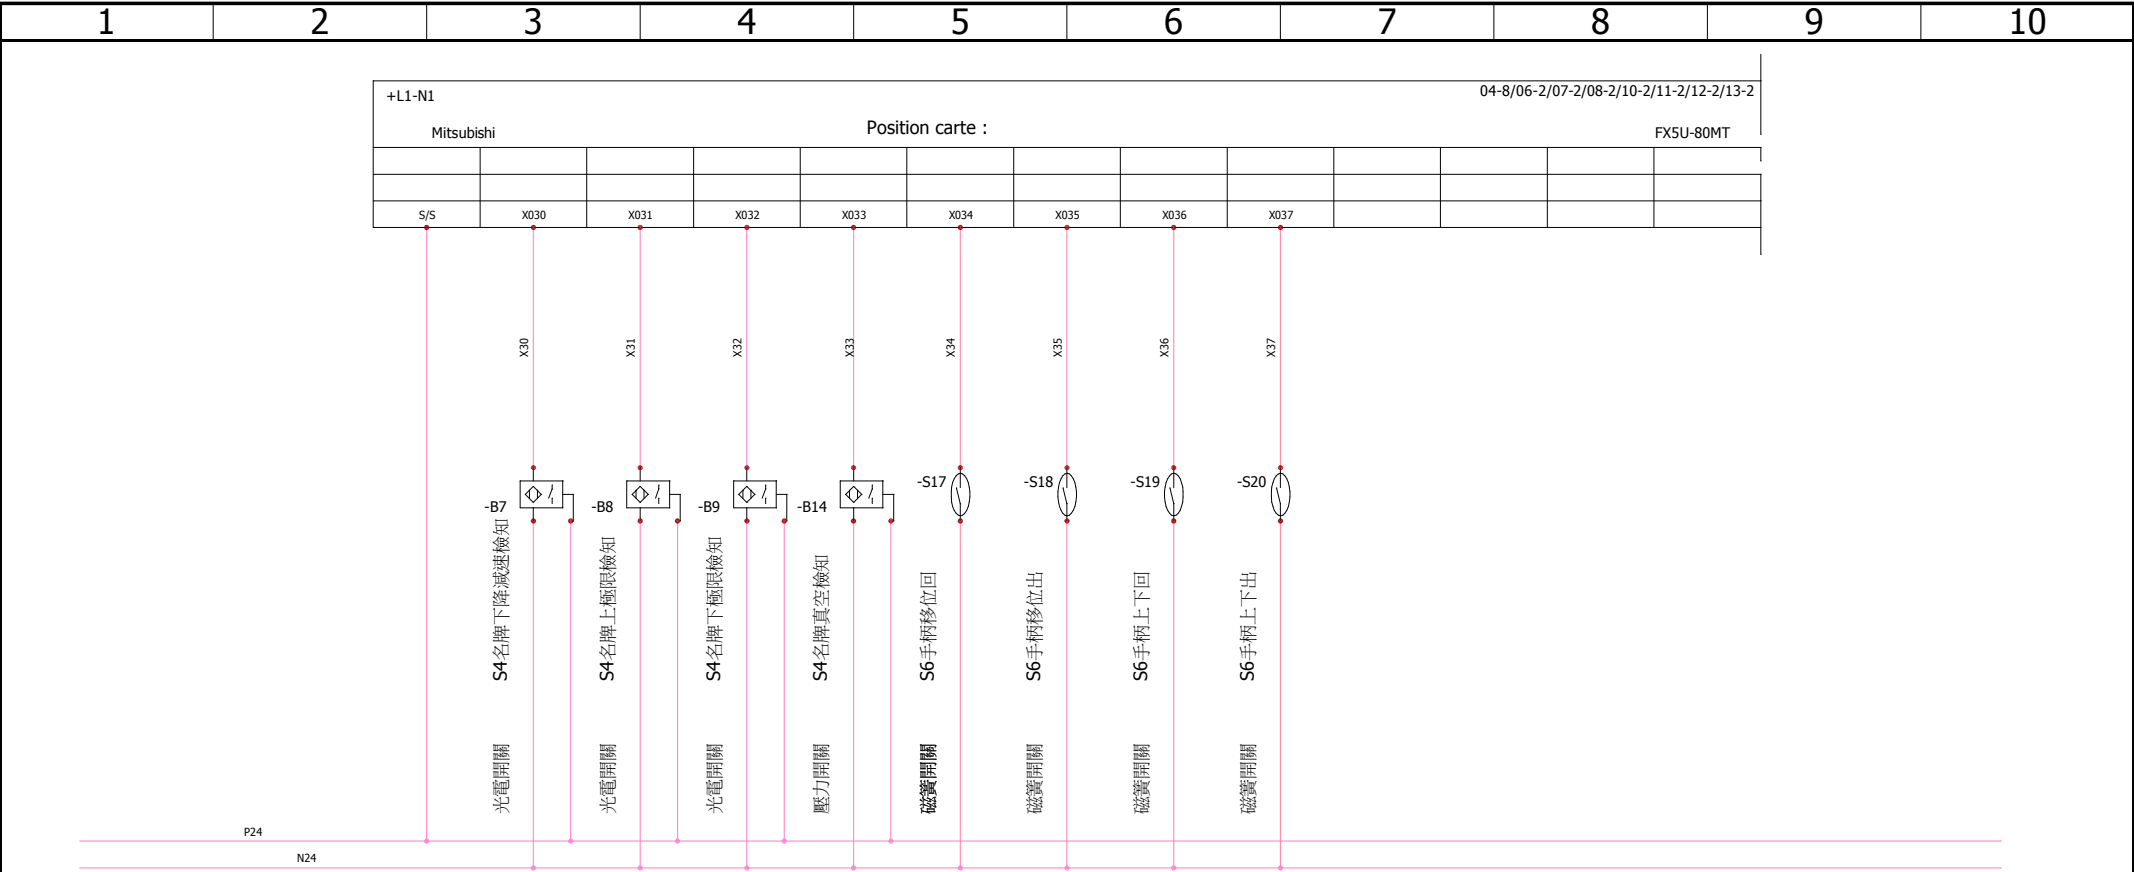 1 2 3 4 5 6 7 8 9 10
+L1-N1 04-8/06-2/07-2/08-2/10-2/11-2/12-2/13-2
Mitsubishi Position carte : FX5U-80MT
S/S X030 X031 X032 X033 X034 X035 X036 X037
X30 X31 X32 X33 X34 X35 X36 X37
-B7 -B8 -B9 -B14 -S17 -S18 -S19 -S20
S4名牌下降減速檢知
S4名牌上極限檢知
S4名牌下極限檢知
S4名牌真空檢知
S6手柄移位回
S6手柄移位出
S6手柄上下回
S6手柄上下出
光電開關
光電開關
光電開關
壓力開關
磁簧開關
磁簧開關
磁簧開關
磁簧開關
P24
N24